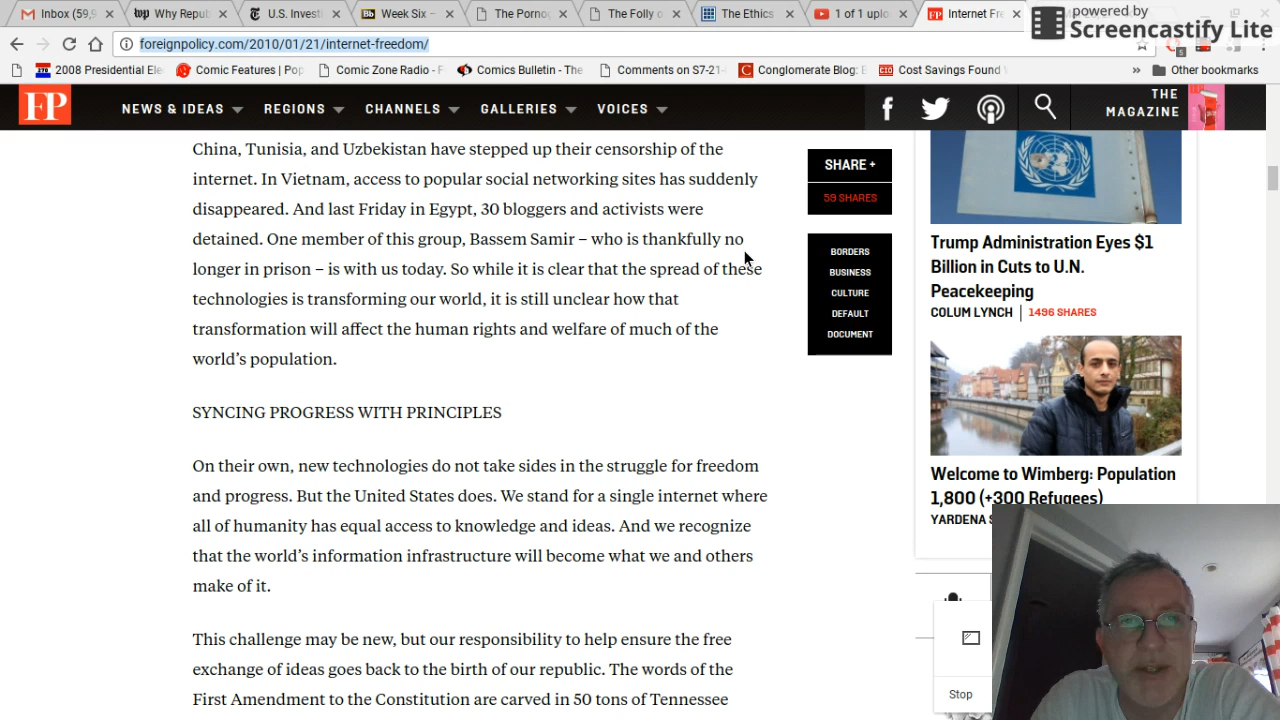 powered by
Screencastify Lite
Inbox (59,9
Why Repub
U.S. Invest
Week Six –
The Pornog
The Folly o
The Ethics
1 of 1 uplo
Internet Fre
foreignpolicy.com/2010/01/21/internet-freedom/
2008 Presidential Ele
Comic Features | Pop
Comic Zone Radio - F
Comics Bulletin - The
Comments on S7-21-
Conglomerate Blog: B
Cost Savings Found
»
Other bookmarks
FP
NEWS & IDEAS
REGIONS
CHANNELS
GALLERIES
VOICES
THE
MAGAZINE
China, Tunisia, and Uzbekistan have stepped up their censorship of the
internet. In Vietnam, access to popular social networking sites has suddenly
disappeared. And last Friday in Egypt, 30 bloggers and activists were
detained. One member of this group, Bassem Samir – who is thankfully no
longer in prison – is with us today. So while it is clear that the spread of these
technologies is transforming our world, it is still unclear how that
transformation will affect the human rights and welfare of much of the
world's population.
SYNCING PROGRESS WITH PRINCIPLES
On their own, new technologies do not take sides in the struggle for freedom
and progress. But the United States does. We stand for a single internet where
all of humanity has equal access to knowledge and ideas. And we recognize
that the world's information infrastructure will become what we and others
make of it.
This challenge may be new, but our responsibility to help ensure the free
exchange of ideas goes back to the birth of our republic. The words of the
First Amendment to the Constitution are carved in 50 tons of Tennessee
SHARE +
59 SHARES
BORDERS
BUSINESS
CULTURE
DEFAULT
DOCUMENT
Trump Administration Eyes $1
Billion in Cuts to U.N.
Peacekeeping
COLUM LYNCH | 1496 SHARES
Welcome to Wimberg: Population
1,800 (+300 Refugees)
YARDENA S
Stop